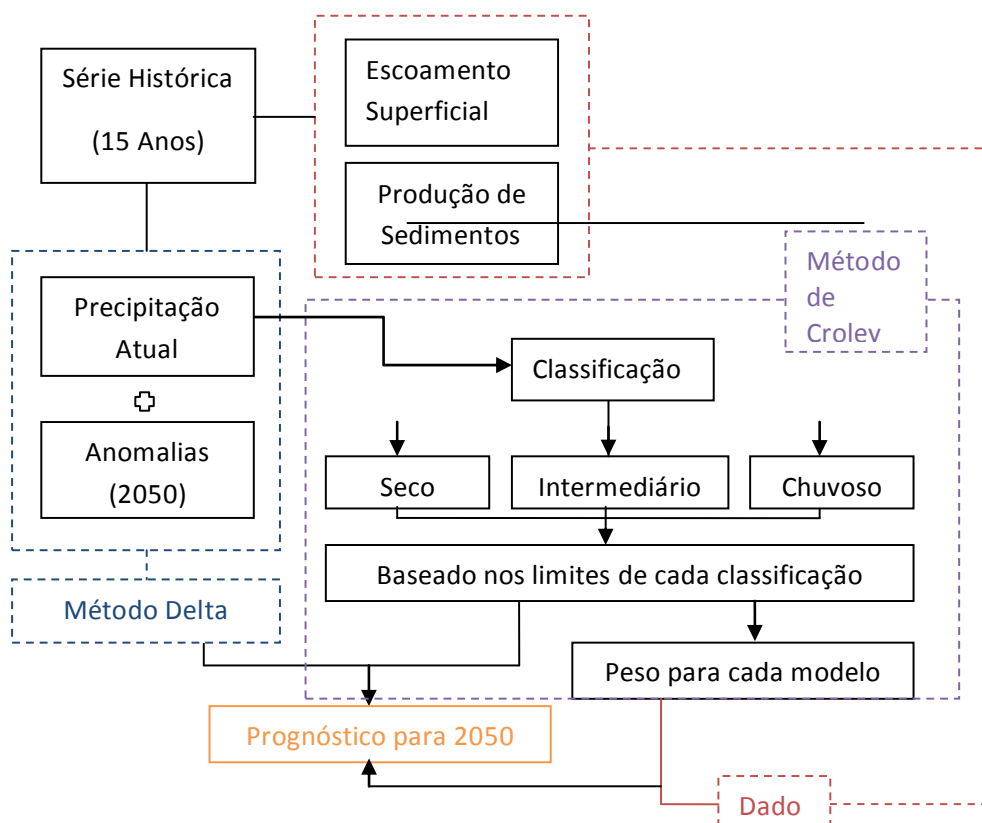 Série Histórica
(15 Anos)
Escoamento
Superficial
Produção de
Sedimentos
Método
de
Croley
Precipitação
Atual
Anomalias
(2050)
Método Delta
Classificação
Seco
Intermediário
Chuvoso
Baseado nos limites de cada classificação
Peso para cada modelo
Prognóstico para 2050
Dado